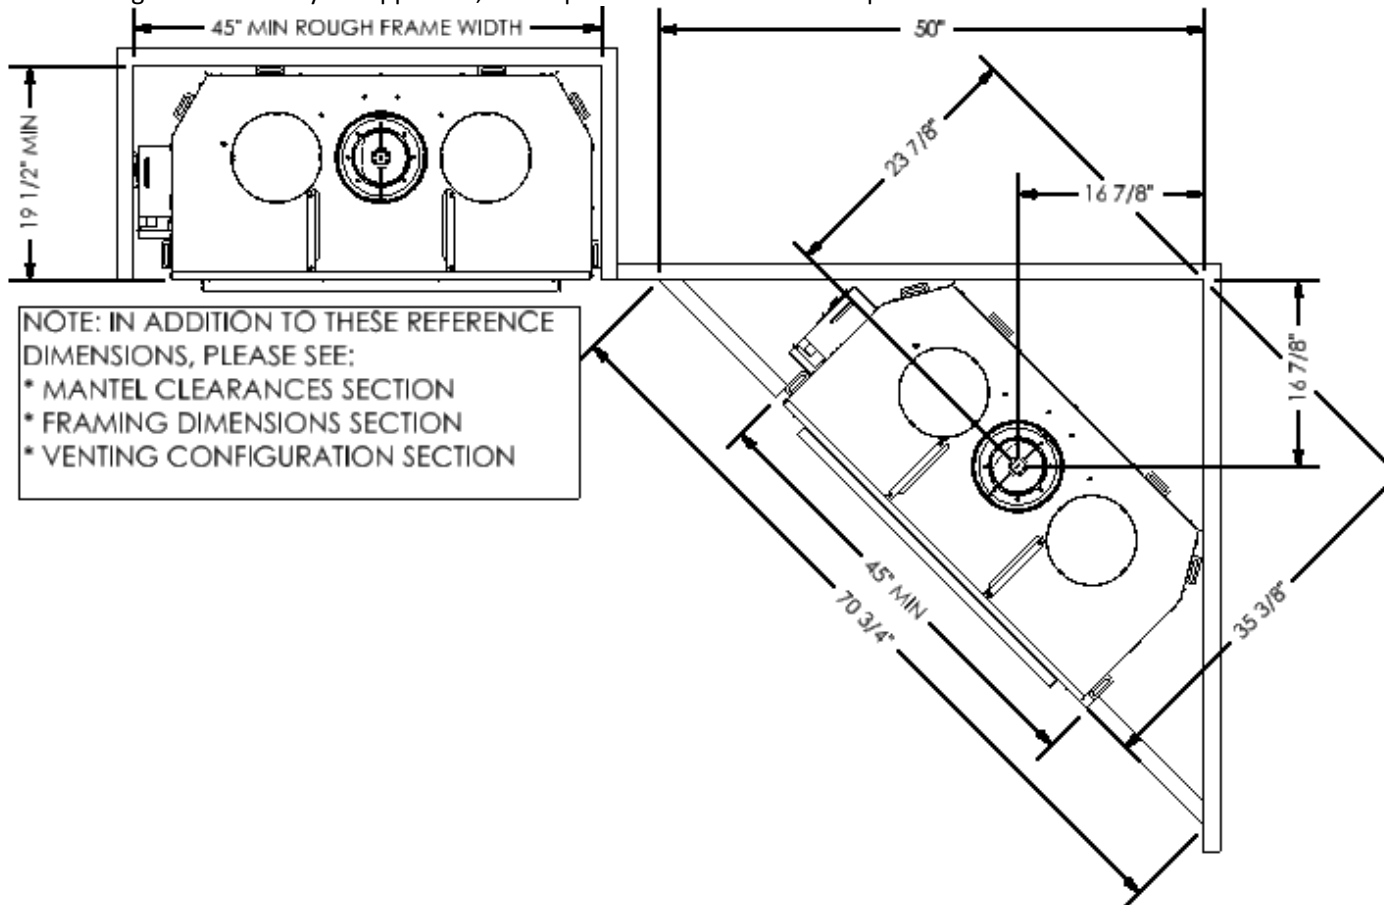 45" MIN ROUGH FRAME WIDTH
50"
19 1/2" MIN
23 7/8"
16 7/8"
16 7/8"
NOTE: IN ADDITION TO THESE REFERENCE
DIMENSIONS, PLEASE SEE:
* MANTEL CLEARANCES SECTION
* FRAMING DIMENSIONS SECTION
* VENTING CONFIGURATION SECTION
45" MIN
70 3/4"
35 3/8"